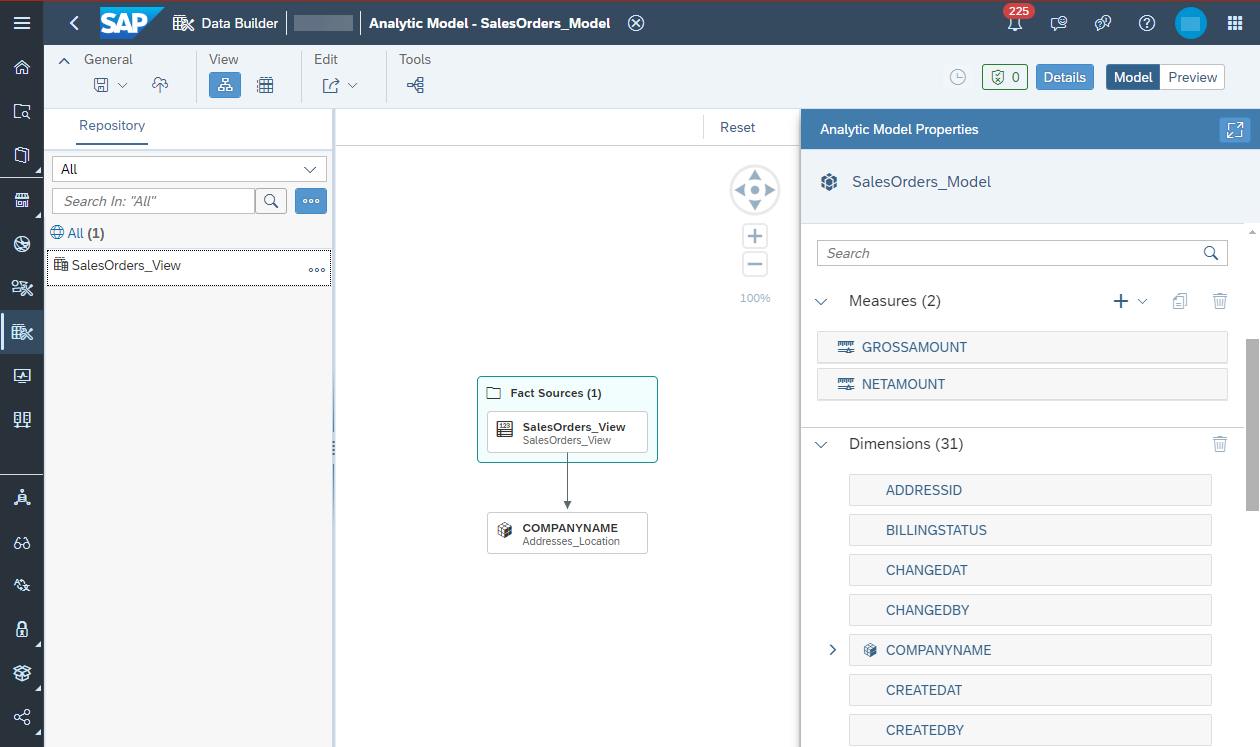 SAP Data Builder Analytic Model - SalesOrders_Model 225
General View Edit Tools
0 Details Model Preview
Repository
Reset
All
Search In: "All"
All (1)
SalesOrders_View
100%
Fact Sources (1)
123
SalesOrders_View
SalesOrders_View
COMPANYNAME
Addresses_Location
Analytic Model Properties
SalesOrders_Model
Search
Measures (2)
GROSSAMOUNT
NETAMOUNT
Dimensions (31)
ADDRESSID
BILLINGSTATUS
CHANGEDAT
CHANGEDBY
COMPANYNAME
CREATEDAT
CREATEDBY